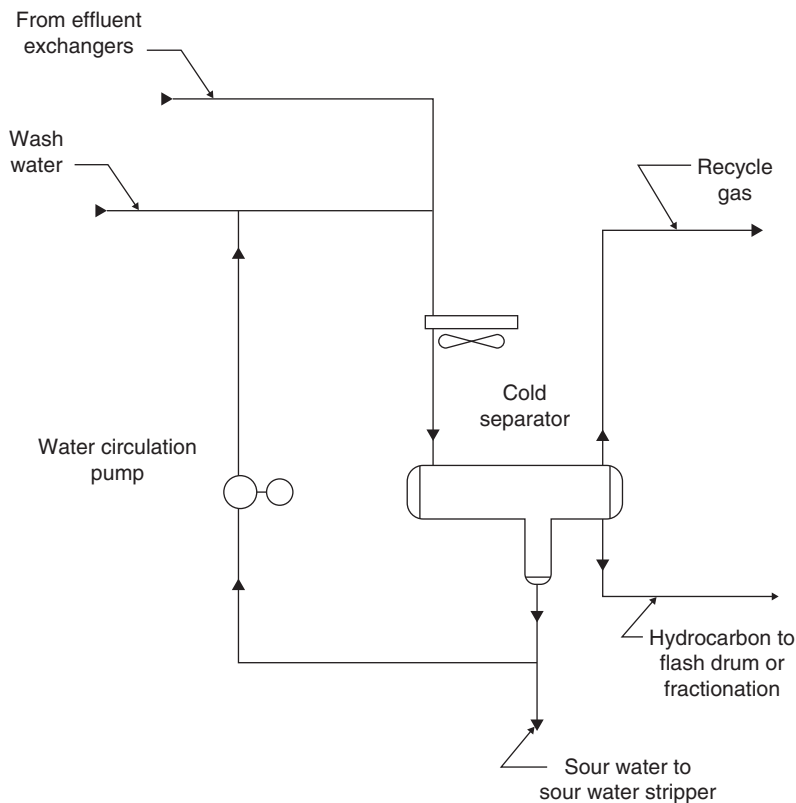 From effluent
exchangers
Wash
water
Recycle
gas
Cold
separator
Water circulation
pump
Hydrocarbon to
flash drum or
fractionation
Sour water to
sour water stripper